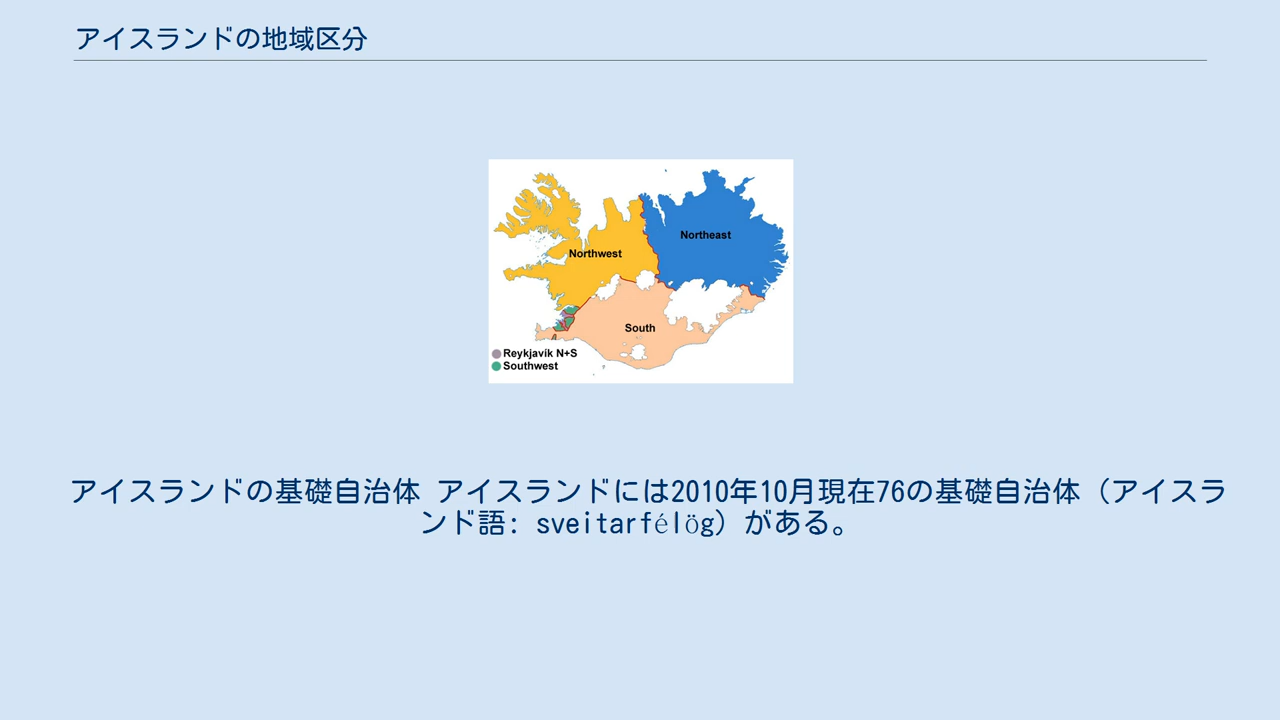 アイスランドの地域区分
Northeast
Northwest
South
Reykjavík N+S
Southwest
アイスランドの基礎自治体 アイスランドには2010年10月現在76の基礎自治体（アイスラ
ンド語: sveitarfélög）がある。